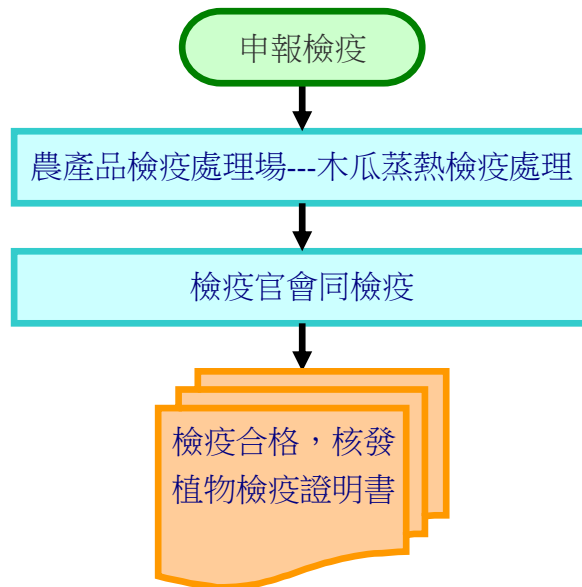 申報檢疫
農產品檢疫處理場---木瓜蒸熱檢疫處理
檢疫官會同檢疫
檢疫合格，核發
植物檢疫證明書